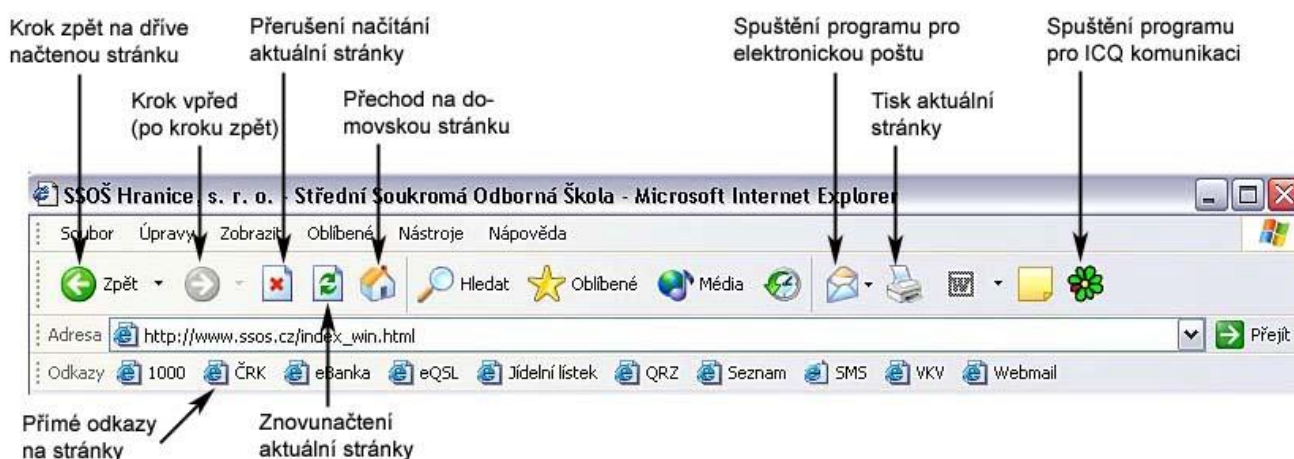 Krok zpět na dříve
načtenou stránku
Přerušení načítání
aktuální stránky
Spuštění programu pro
elektronickou poštu
Spuštění programu
pro ICQ komunikaci
Krok vpřed
(po kroku zpět)
Přechod na do-
movskou stránku
Tisk aktuální
stránky
SSOŠ Hranice, s. r. o. - Střední Soukromá Odborná Škola - Microsoft Internet Explorer
Soubor Úpravy Zobrazit Oblíbené Nástroje Nápověda
Zpět Hledat Oblíbené Média W
Adresa http://www.ssos.cz/index_win.html Přejít
Odkazy 1000 ČRK eBanka eQSL Jídelní lístek QRZ Seznam SMS VKV Webmail
Přímé odkazy
na stránky
Znovunačtení
aktuální stránky